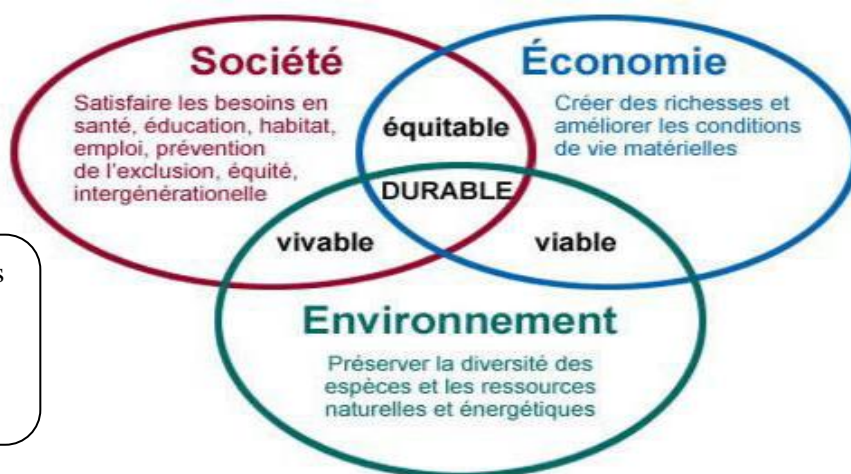 Société
Satisfaire les besoins en
santé, éducation, habitat,
emploi, prévention
de l'exclusion, équité,
intergénérationelle
Économie
Créer des richesses et
améliorer les conditions
de vie matérielles
équitable
DURABLE
vivable
viable
Environnement
Préserver la diversité des
espèces et les ressources
naturelles et énergétiques
s